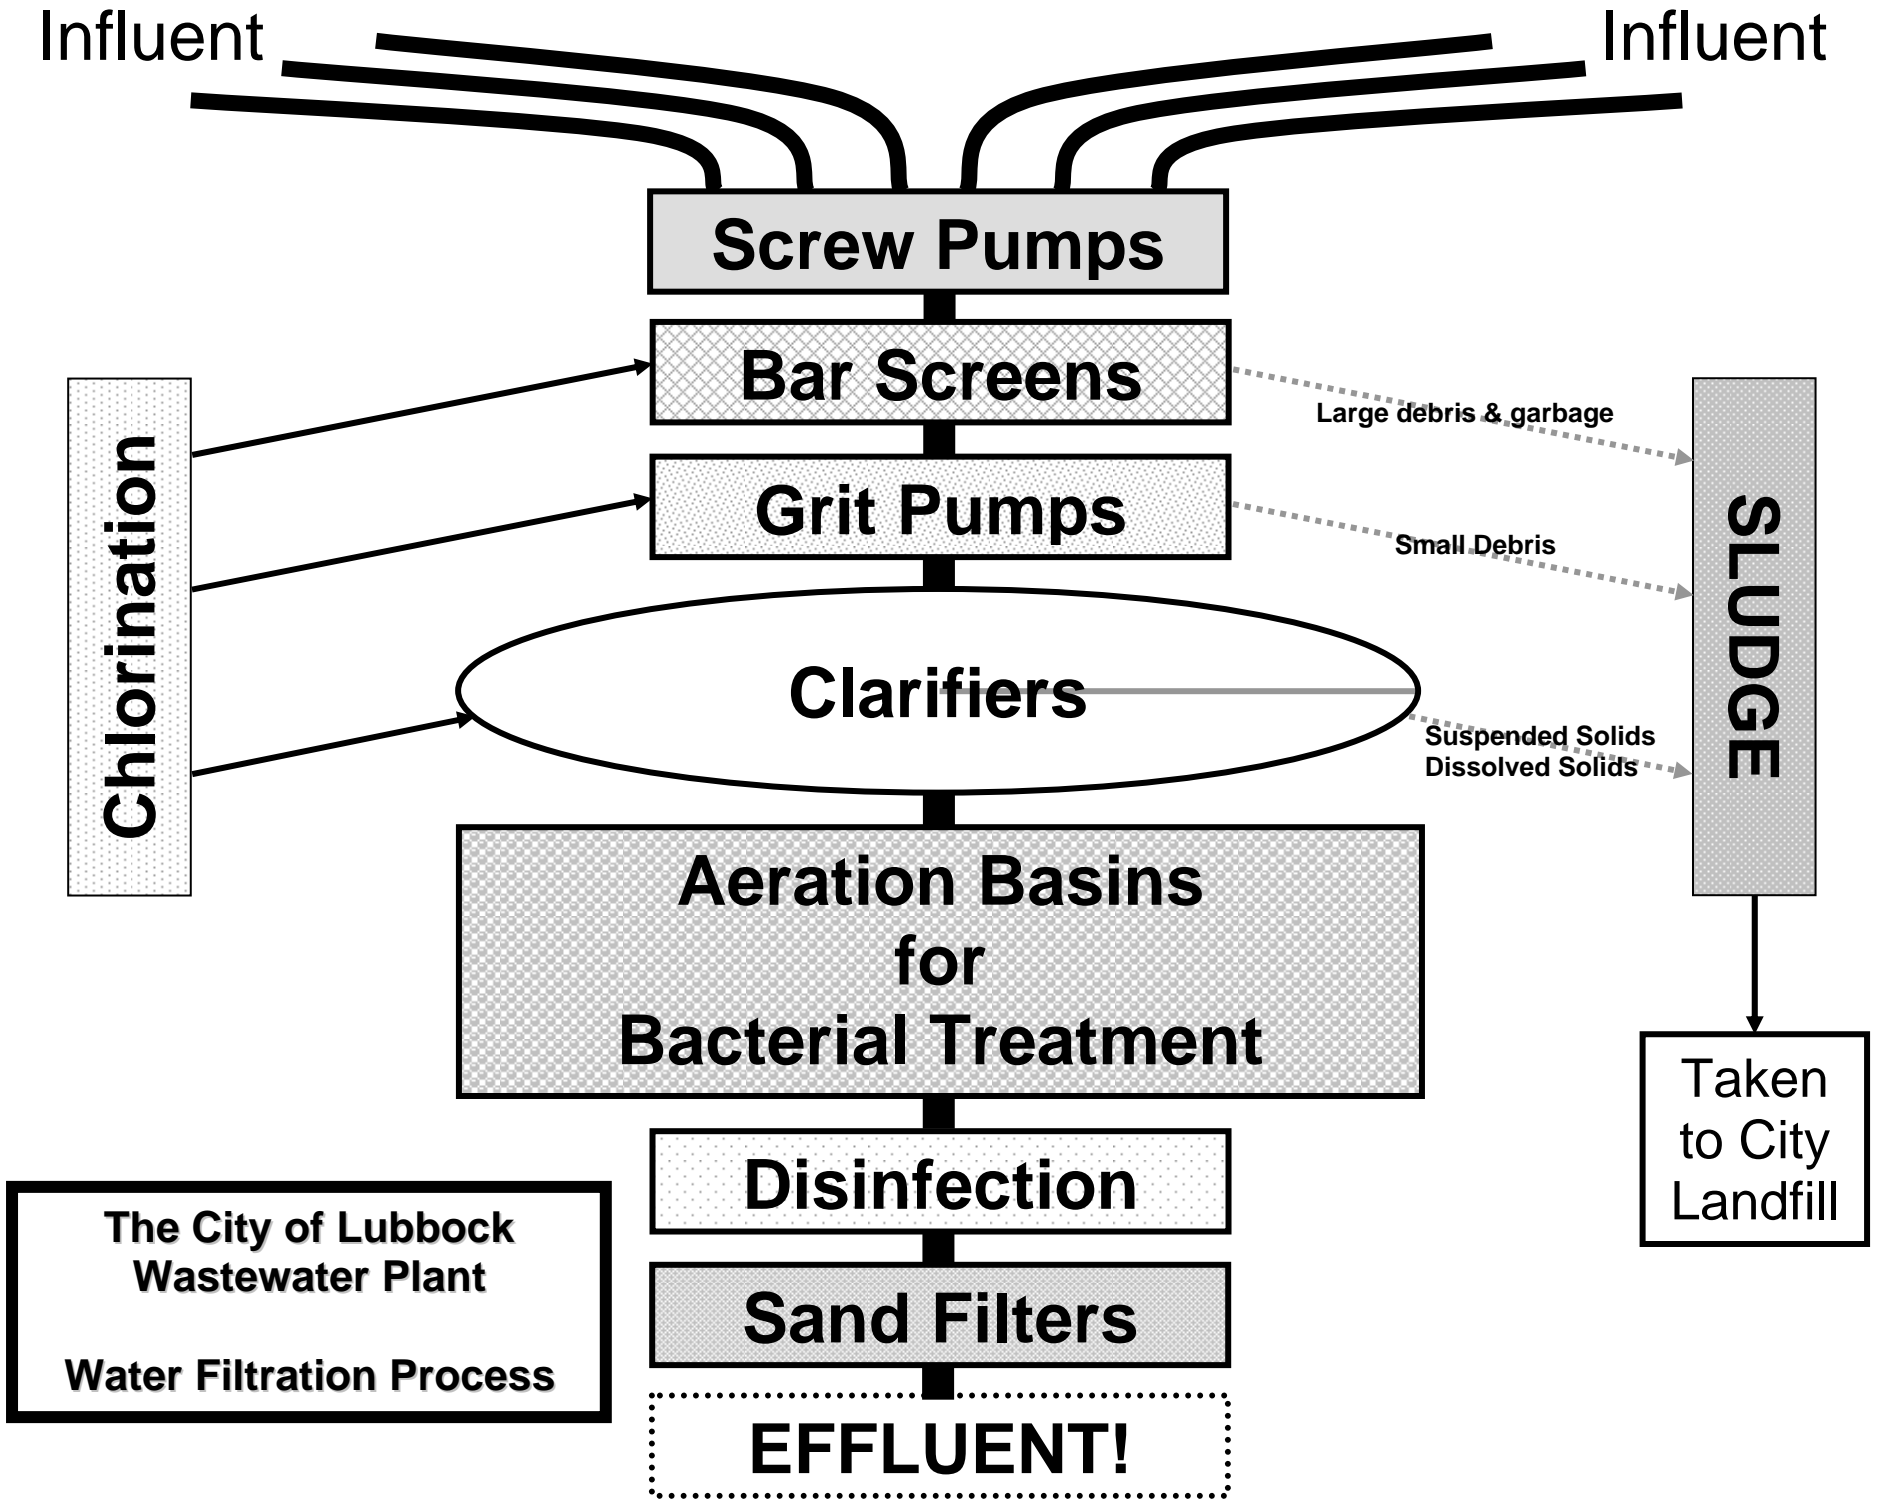 Influent
Influent
Screw Pumps
Bar Screens
Large debris & garbage
Grit Pumps
Small Debris
Chlorination
SLUDGE
Clarifiers
Suspended Solids
Dissolved Solids
Aeration Basins
for
Bacterial Treatment
Taken
to City
Landfill
Disinfection
The City of Lubbock
Wastewater Plant
Water Filtration Process
Sand Filters
EFFLUENT!